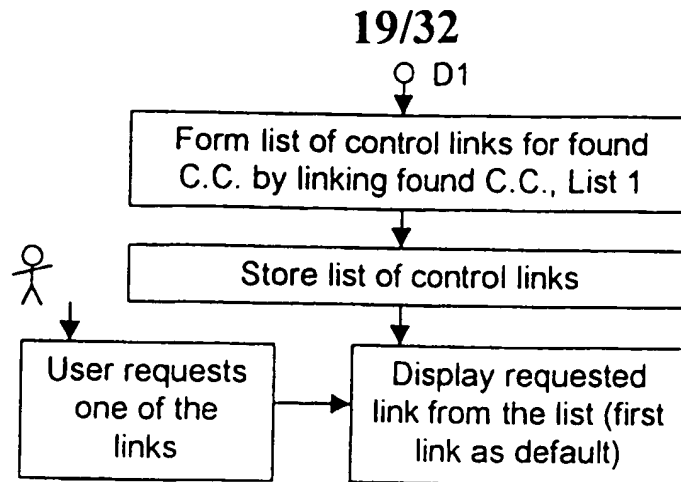 19/32
D1
Form list of control links for found
C.C. by linking found C.C., List 1
Store list of control links
User requests
one of the
links
Display requested
link from the list (first
link as default)